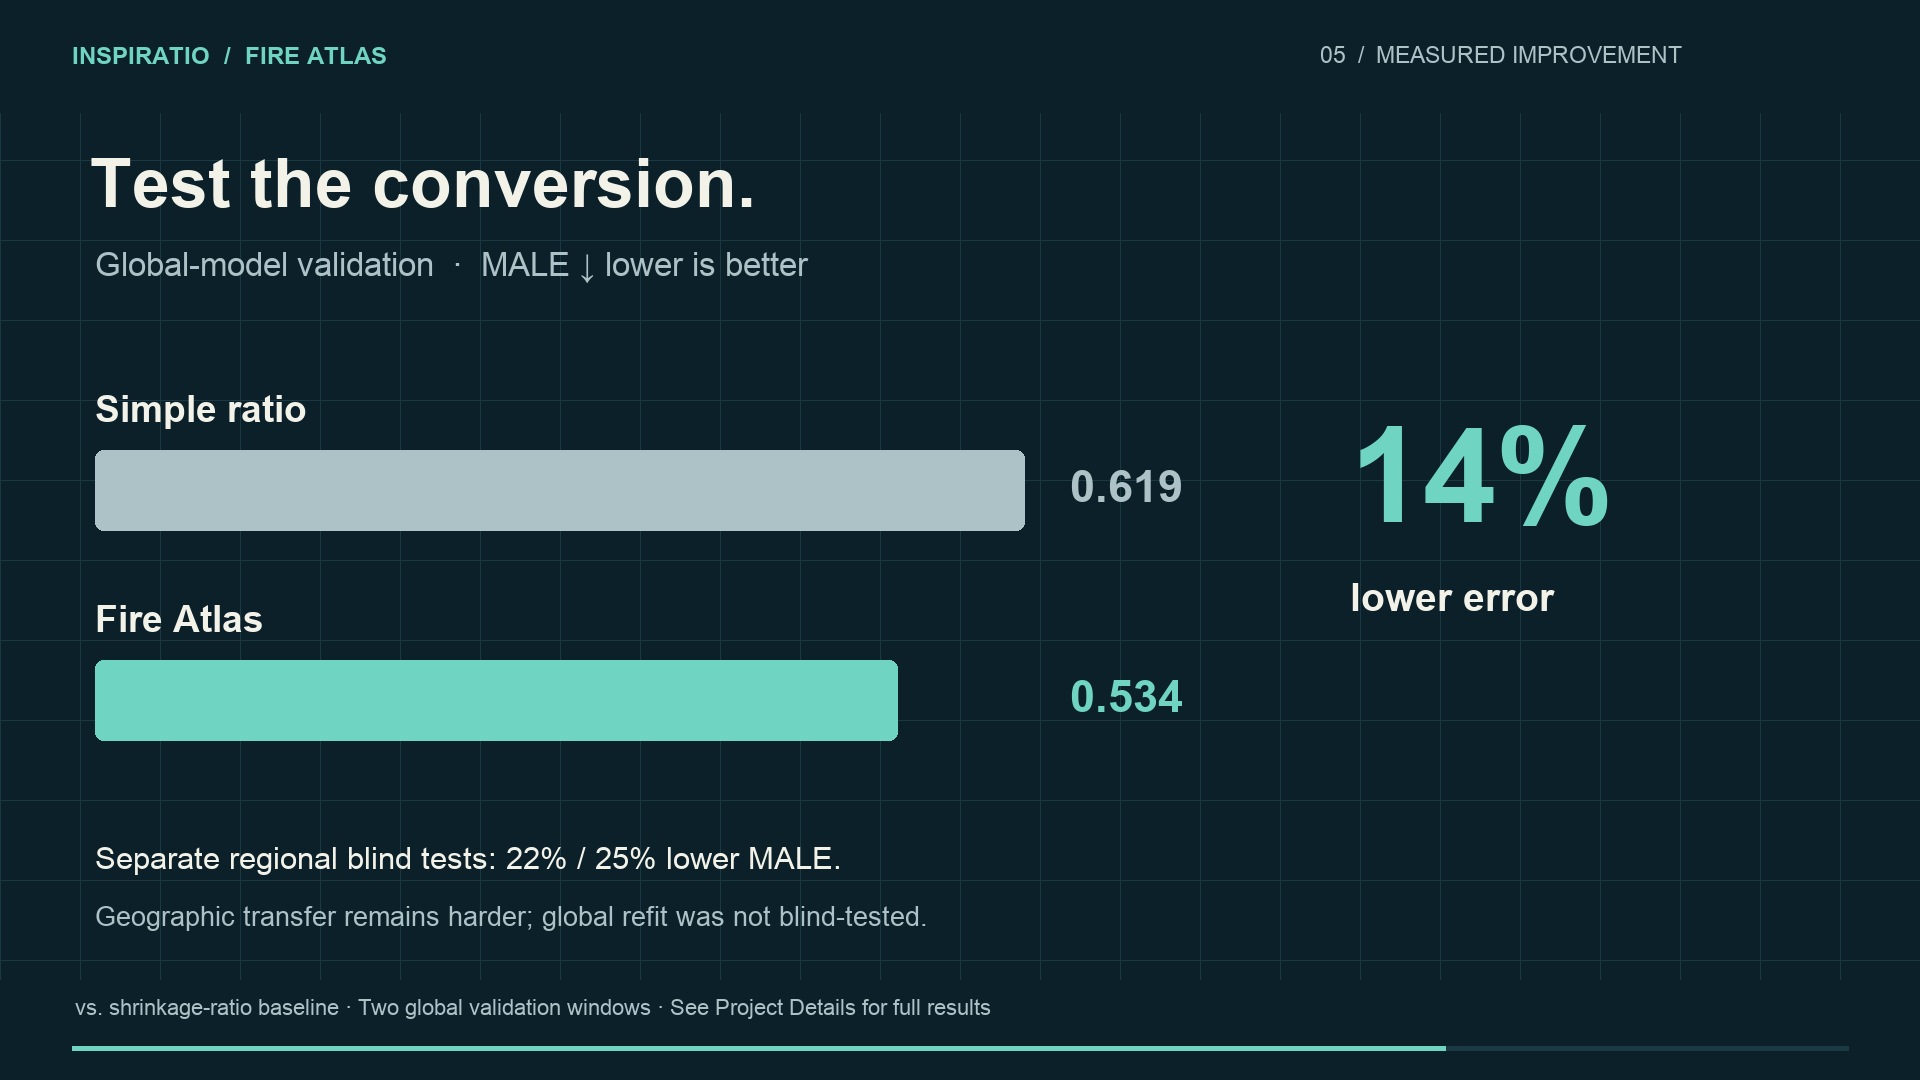 INSPIRATIO / FIRE ATLAS
05 / MEASURED IMPROVEMENT
Test the conversion.
Global-model validation · MALE ↓ lower is better
Simple ratio
0.619
14%
lower error
Fire Atlas
0.534
Separate regional blind tests: 22% / 25% lower MALE.
Geographic transfer remains harder; global refit was not blind-tested.
vs. shrinkage-ratio baseline · Two global validation windows · See Project Details for full results